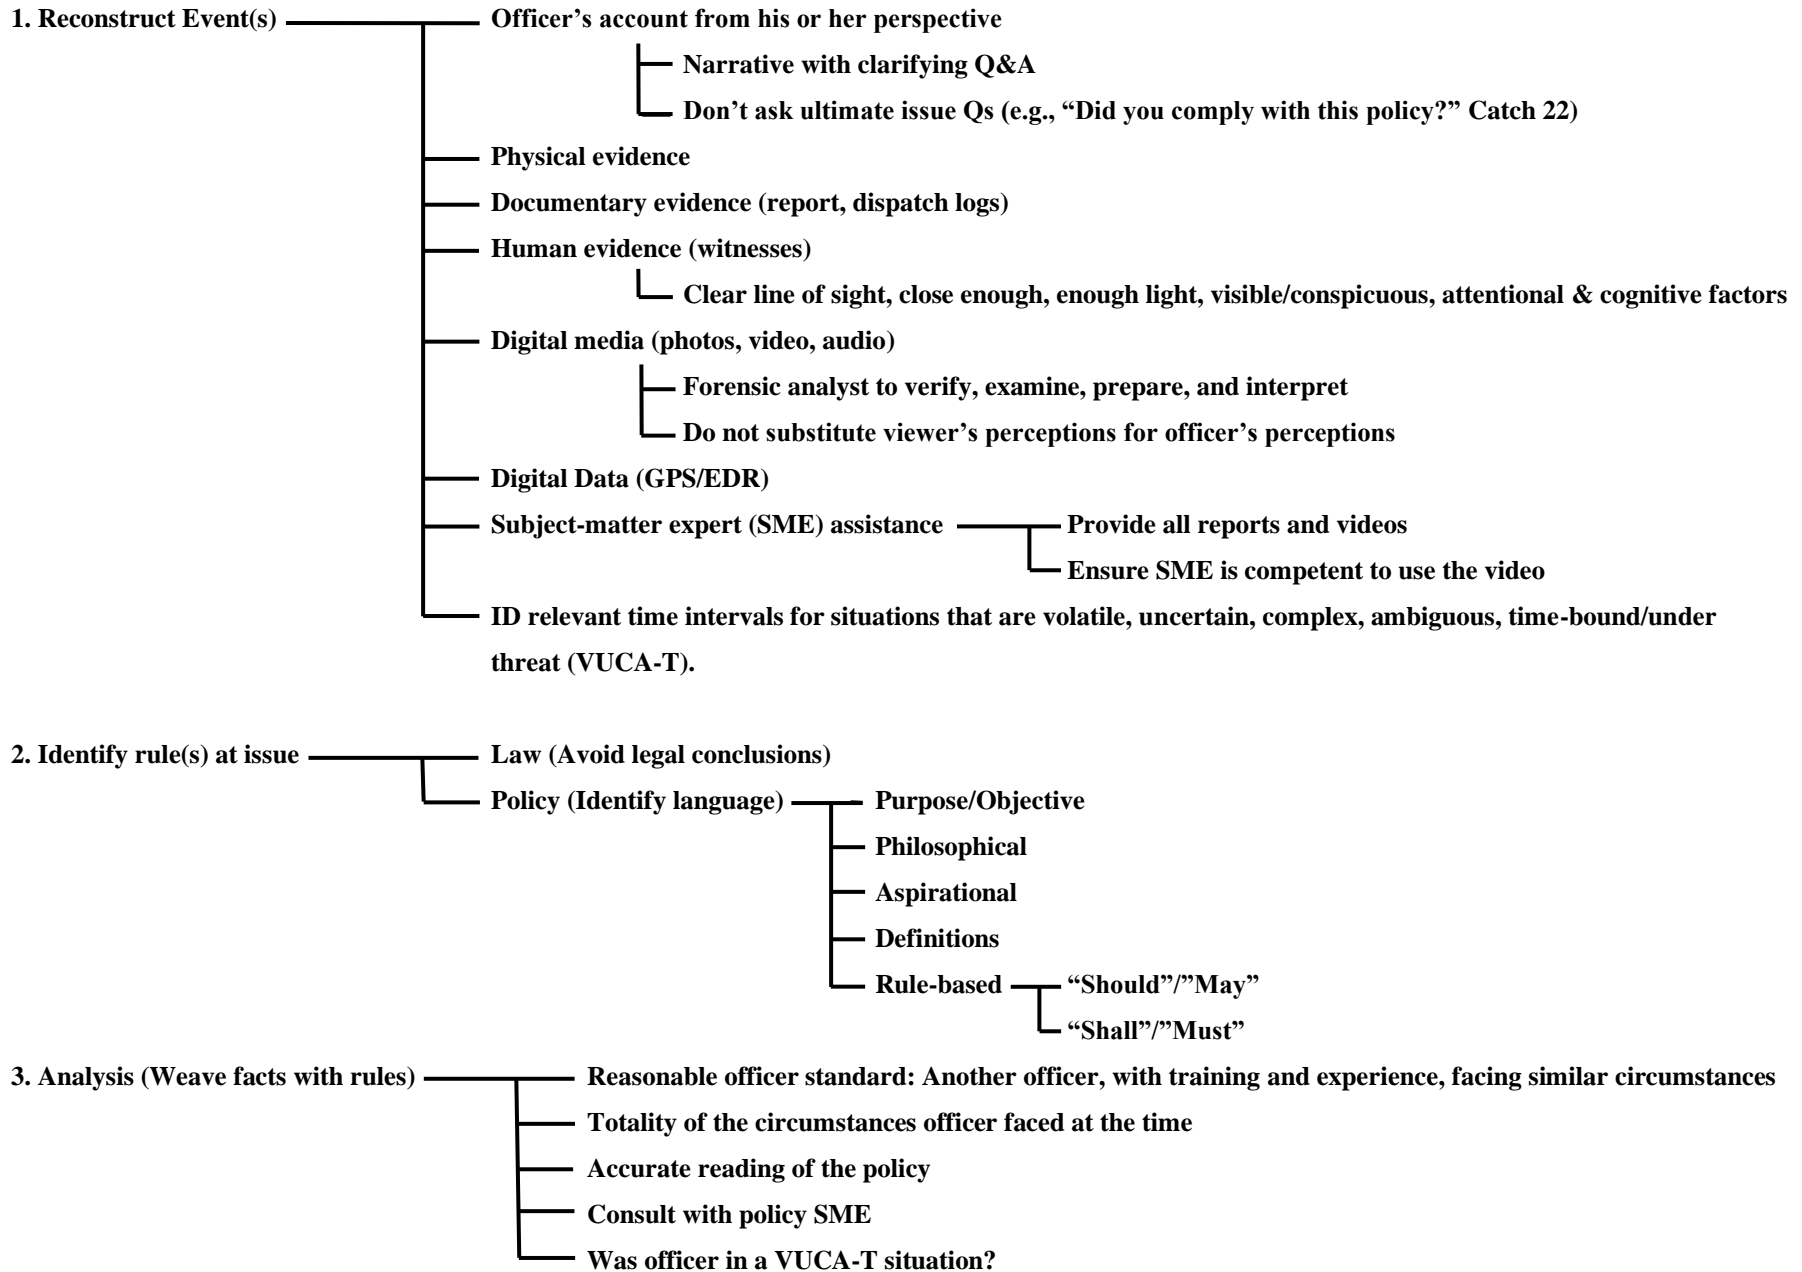 1. Reconstruct Event(s)
Officer’s account from his or her perspective
Narrative with clarifying Q&A
Don’t ask ultimate issue Qs (e.g., “Did you comply with this policy?” Catch 22)
Physical evidence
Documentary evidence (report, dispatch logs)
Human evidence (witnesses)
Clear line of sight, close enough, enough light, visible/conspicuous, attentional & cognitive factors
Digital media (photos, video, audio)
Forensic analyst to verify, examine, prepare, and interpret
Do not substitute viewer’s perceptions for officer’s perceptions
Digital Data (GPS/EDR)
Subject-matter expert (SME) assistance
Provide all reports and videos
Ensure SME is competent to use the video
ID relevant time intervals for situations that are volatile, uncertain, complex, ambiguous, time-bound/under
threat (VUCA-T).
2. Identify rule(s) at issue
Law (Avoid legal conclusions)
Policy (Identify language)
Purpose/Objective
Philosophical
Aspirational
Definitions
Rule-based
“Should”/”May”
“Shall”/”Must”
3. Analysis (Weave facts with rules)
Reasonable officer standard: Another officer, with training and experience, facing similar circumstances
Totality of the circumstances officer faced at the time
Accurate reading of the policy
Consult with policy SME
Was officer in a VUCA-T situation?